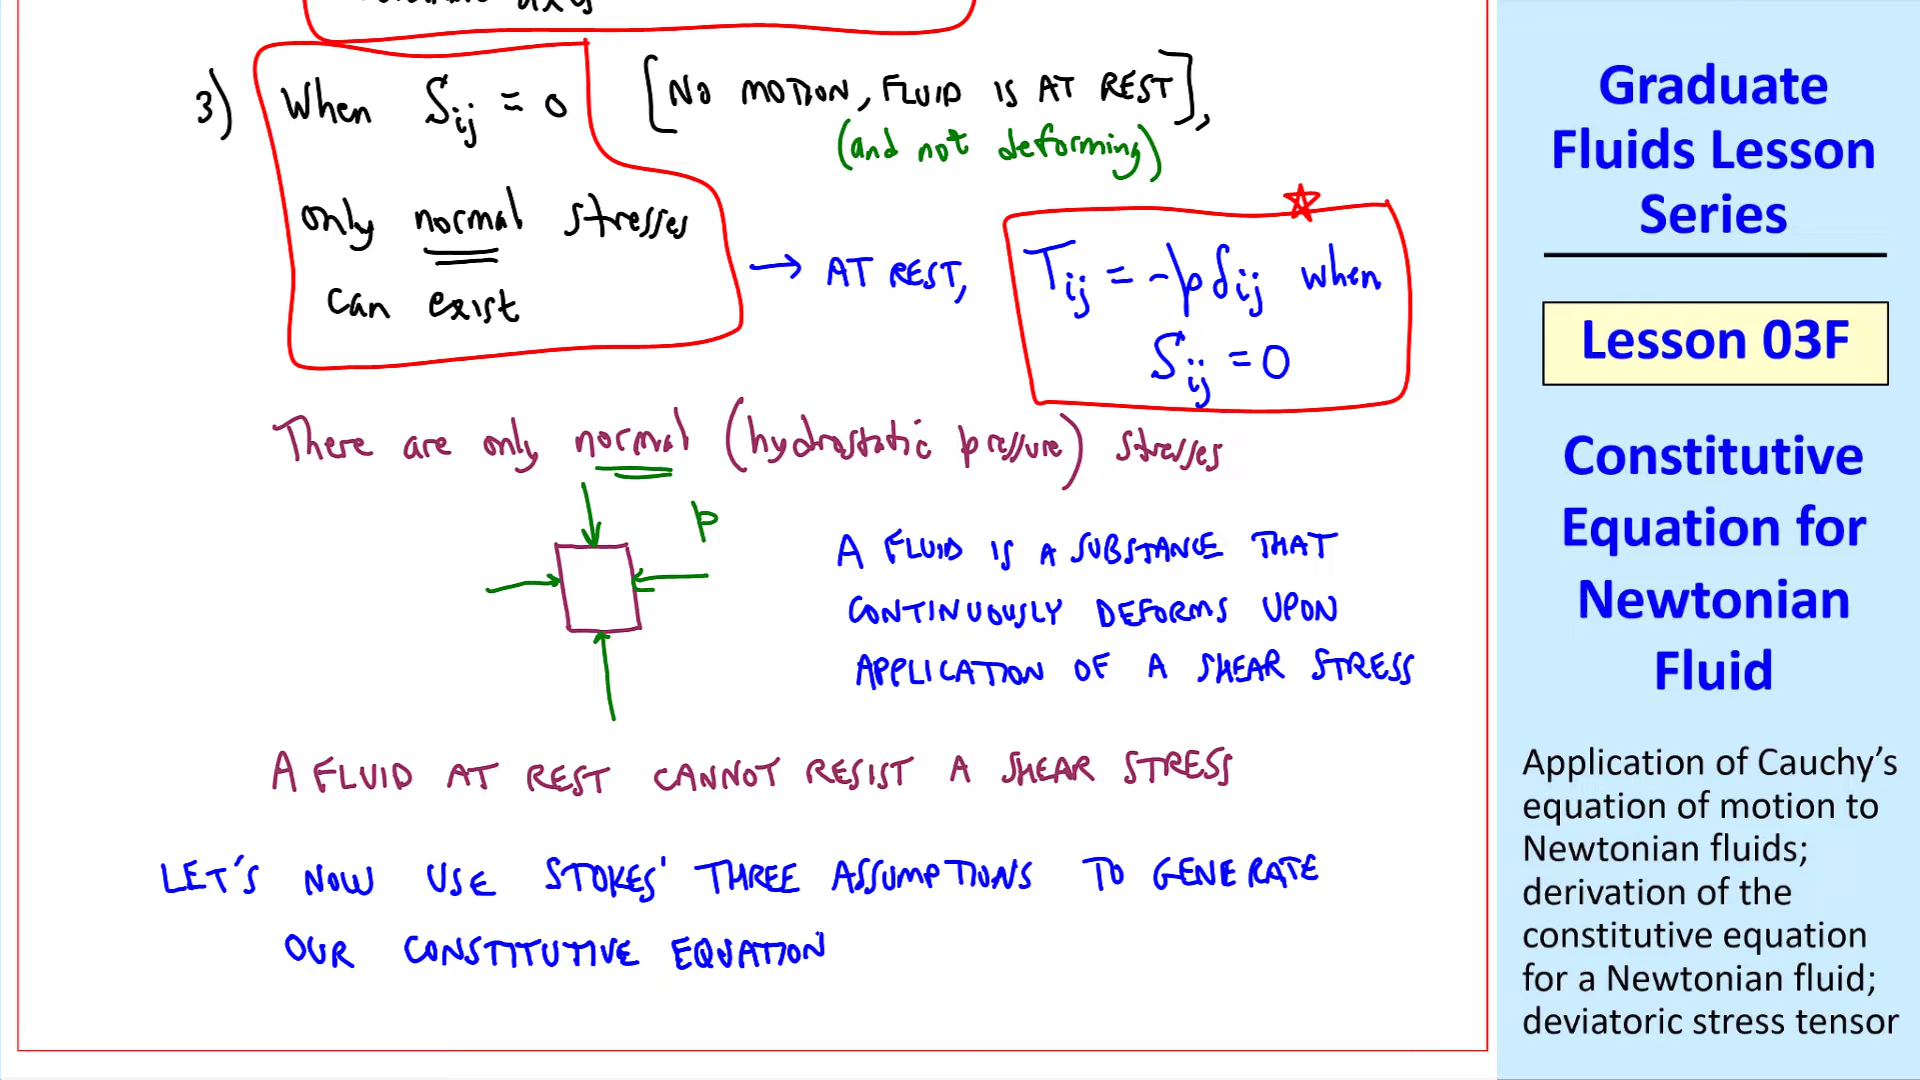 3) When Sij = 0 [NO MOTION, FLUID IS AT REST],
(and not deforming)
only normal stresses
can exist
→ AT REST,
Tij = -pδij when
Sij = 0
There are only normal (hydrostatic pressure) stresses
p
A FLUID IS A SUBSTANCE THAT
CONTINUOUSLY DEFORMS UPON
APPLICATION OF A SHEAR STRESS
A FLUID AT REST CANNOT RESIST A SHEAR STRESS
LET'S NOW USE STOKES' THREE ASSUMPTIONS TO GENERATE
OUR CONSTITUTIVE EQUATION
Graduate
Fluids Lesson
Series
Lesson 03F
Constitutive
Equation for
Newtonian
Fluid
Application of Cauchy's
equation of motion to
Newtonian fluids;
derivation of the
constitutive equation
for a Newtonian fluid;
deviatoric stress tensor